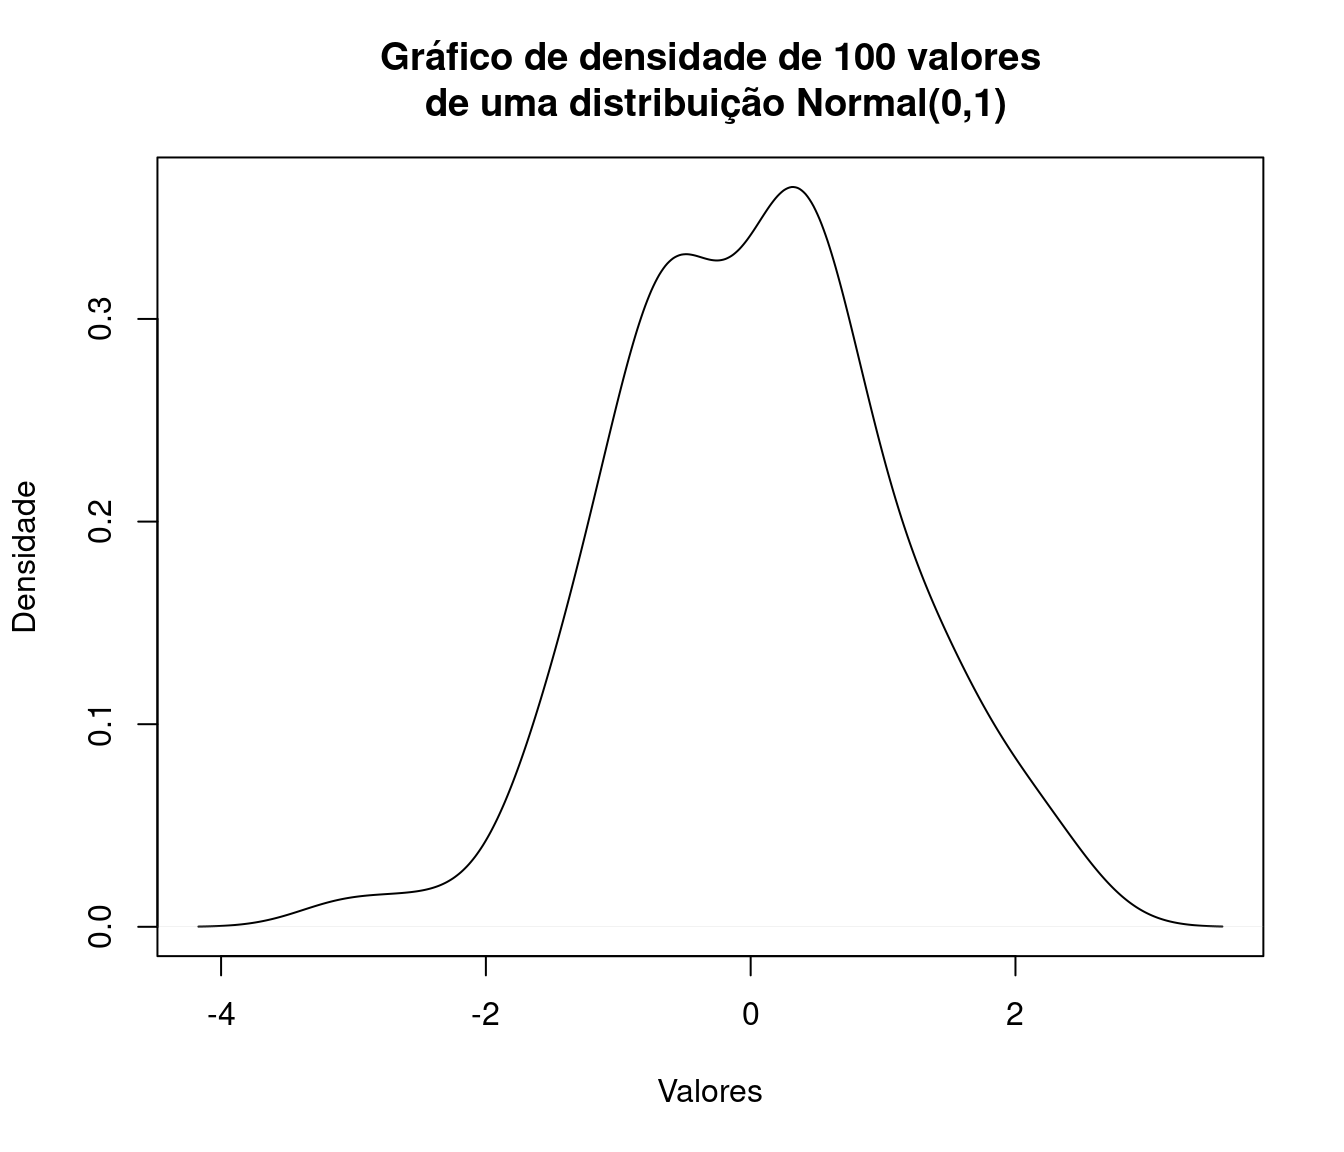 Gráfico de densidade de 100 valores
de uma distribuição Normal(0,1)
Densidade
0.3
0.2
0.1
0.0
-4
-2
0
2
Valores